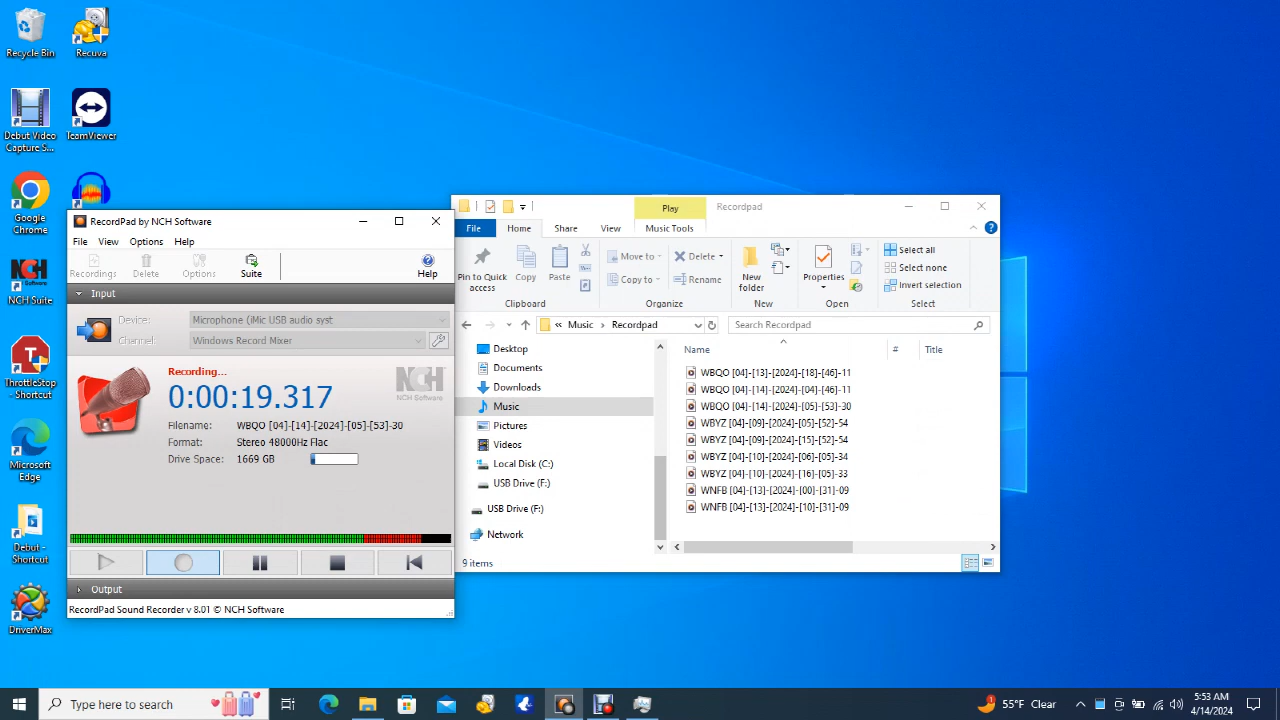 Recycle Bin
Recuva
Debut Video
Capture S...
TeamViewer
Google
Chrome
NCH Suite
ThrottleStop
- Shortcut
Microsoft
Edge
Debut -
Shortcut
DriverMax
RecordPad by NCH Software
File View Options Help
Recordings Delete Options Suite Help
Input
Device: Microphone (iMic USB audio syst
Channel: Windows Record Mixer
Recording...
0:00:19.317
NCH
NCH Software
Filename: WBQO [04]-[14]-[2024]-[05]-[53]-30
Format: Stereo 48000Hz Flac
Drive Space: 1669 GB
Output
RecordPad Sound Recorder v 8.01 © NCH Software
Play Recordpad
File Home Share View Music Tools
Pin to Quick
access
Copy
Paste
Move to
Copy to
Delete
Rename
New
folder
Properties
Select all
Select none
Invert selection
Clipboard Organize New Open Select
« Music > Recordpad
Search Recordpad
Desktop
Documents
Downloads
Music
Pictures
Videos
Local Disk (C:)
USB Drive (F:)
USB Drive (F:)
Network
Name # Title
WBQO [04]-[13]-[2024]-[18]-[46]-11
WBQO [04]-[14]-[2024]-[04]-[46]-11
WBQO [04]-[14]-[2024]-[05]-[53]-30
WBYZ [04]-[09]-[2024]-[05]-[52]-54
WBYZ [04]-[09]-[2024]-[15]-[52]-54
WBYZ [04]-[10]-[2024]-[06]-[05]-34
WBYZ [04]-[10]-[2024]-[16]-[05]-33
WNFB [04]-[13]-[2024]-[00]-[31]-09
WNFB [04]-[13]-[2024]-[10]-[31]-09
9 items
Type here to search
55°F Clear
5:53 AM
4/14/2024